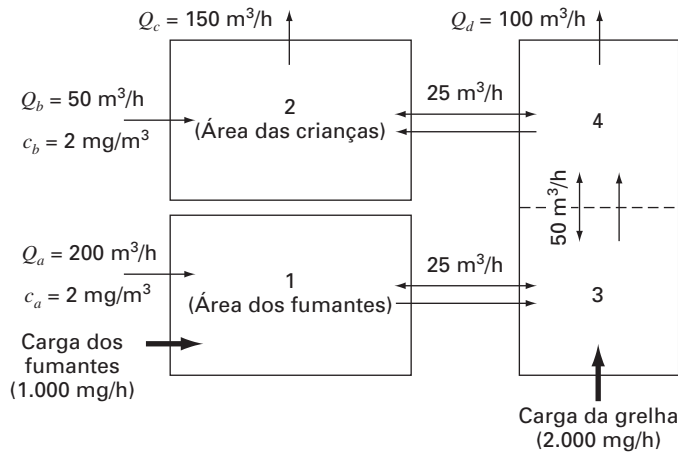 Q_c = 150 m³/h
Q_d = 100 m³/h
Q_b = 50 m³/h
c_b = 2 mg/m³
2
(Área das crianças)
25 m³/h
4
50 m³/h
Q_a = 200 m³/h
c_a = 2 mg/m³
1
(Área dos fumantes)
25 m³/h
3
Carga dos
fumantes
(1.000 mg/h)
Carga da grelha
(2.000 mg/h)